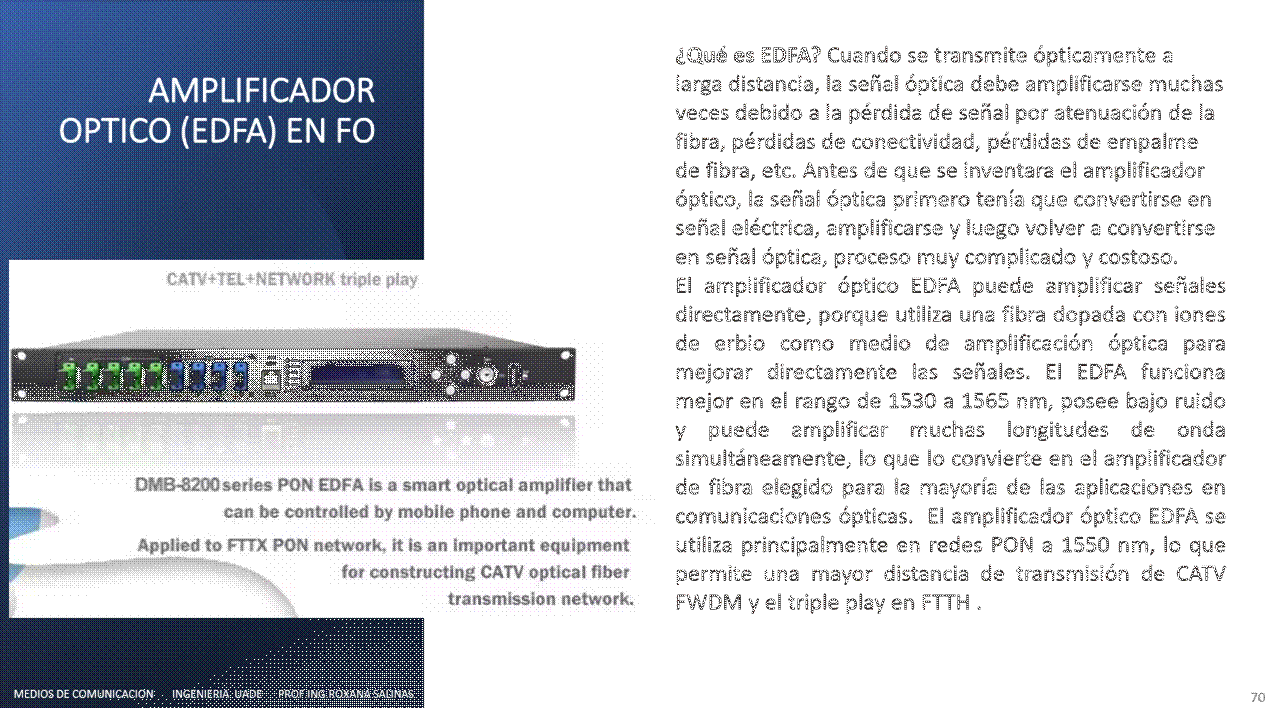 AMPLIFICADOR
OPTICO (EDFA) EN FO
CATV+TEL+NETWORK triple play
DMB-8200 series PON EDFA is a smart optical amplifier that
can be controlled by mobile phone and computer.
Applied to FTTX PON network, it is an important equipment
for constructing CATV optical fiber
transmission network.
MEDIOS DE COMUNICACIÓN INGENIERIA UADE PROF ING ROXANA SALINAS
¿Qué es EDFA? Cuando se transmite ópticamente a
larga distancia, la señal óptica debe amplificarse muchas
veces debido a la pérdida de señal por atenuación de la
fibra, pérdidas de conectividad, pérdidas de empalme
de fibra, etc. Antes de que se inventara el amplificador
óptico, la señal óptica primero tenía que convertirse en
señal eléctrica, amplificarse y luego volver a convertirse
en señal óptica, proceso muy complicado y costoso.
El amplificador óptico EDFA puede amplificar señales
directamente, porque utiliza una fibra dopada con iones
de erbio como medio de amplificación óptica para
mejorar directamente las señales. El EDFA funciona
mejor en el rango de 1530 a 1565 nm, posee bajo ruido
y puede amplificar muchas longitudes de onda
simultáneamente, lo que lo convierte en el amplificador
de fibra elegido para la mayoría de las aplicaciones en
comunicaciones ópticas. El amplificador óptico EDFA se
utiliza principalmente en redes PON a 1550 nm, lo que
permite una mayor distancia de transmisión de CATV
FWDM y el triple play en FTTH .
70